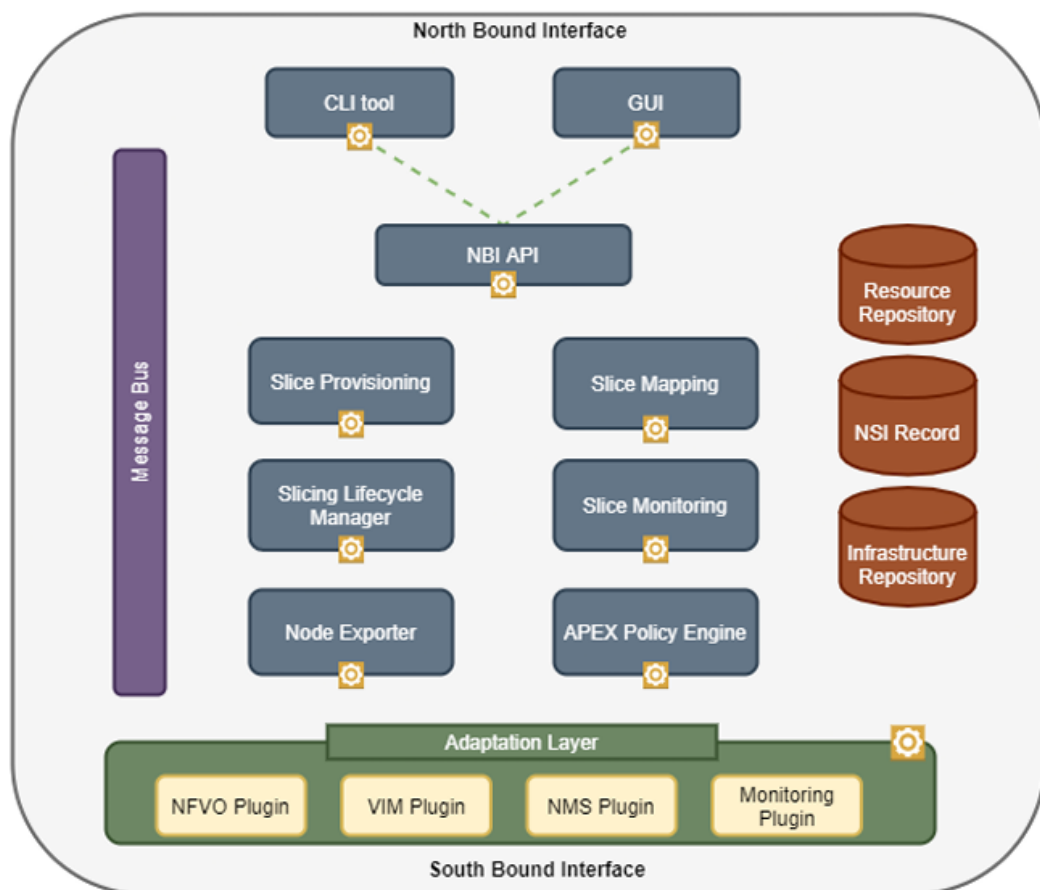 North Bound Interface
CLI tool
GUI
NBI API
Message Bus
Resource
Repository
Slice Provisioning
Slice Mapping
NSI Record
Slicing Lifecycle
Manager
Slice Monitoring
Infrastructure
Repository
Node Exporter
APEX Policy Engine
Adaptation Layer
NFVO Plugin
VIM Plugin
NMS Plugin
Monitoring
Plugin
South Bound Interface